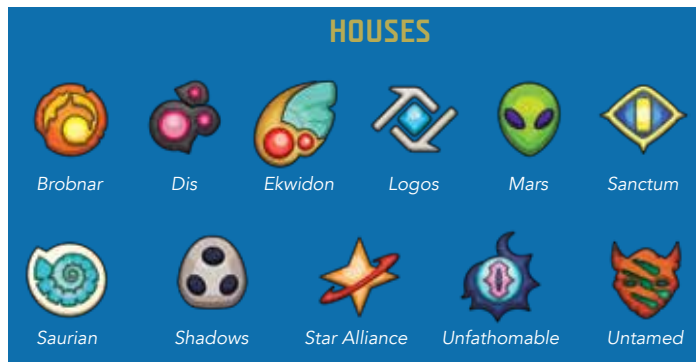 HOUSES
Brobnar Dis Ekwidon Logos Mars Sanctum
Saurian Shadows Star Alliance Unfathomable Untamed